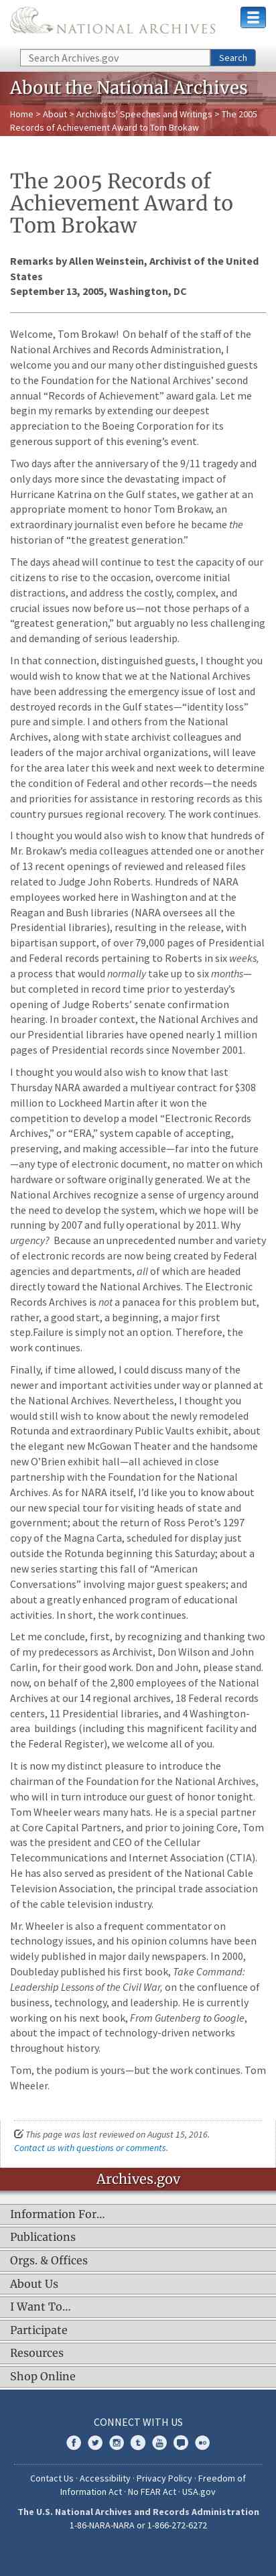 NATIONAL ARCHIVES
Search Archives.gov
Search
About the National Archives
Home > About > Archivists' Speeches and Writings > The 2005
Records of Achievement Award to Tom Brokaw
The 2005 Records of
Achievement Award to
Tom Brokaw
Remarks by Allen Weinstein, Archivist of the United
States
September 13, 2005, Washington, DC
Welcome, Tom Brokaw!  On behalf of the staff of the
National Archives and Records Administration, I
welcome you and our many other distinguished guests
to the Foundation for the National Archives' second
annual “Records of Achievement” award gala. Let me
begin my remarks by extending our deepest
appreciation to the Boeing Corporation for its
generous support of this evening’s event.
Two days after the anniversary of the 9/11 tragedy and
only days more since the devastating impact of
Hurricane Katrina on the Gulf states, we gather at an
appropriate moment to honor Tom Brokaw, an
extraordinary journalist even before he became the
historian of “the greatest generation.”
The days ahead will continue to test the capacity of our
citizens to rise to the occasion, overcome initial
distractions, and address the costly, complex, and
crucial issues now before us—not those perhaps of a
“greatest generation,” but arguably no less challenging
and demanding of serious leadership.
In that connection, distinguished guests, I thought you
would wish to know that we at the National Archives
have been addressing the emergency issue of lost and
destroyed records in the Gulf states—“identity loss”
pure and simple. I and others from the National
Archives, along with state archivist colleagues and
leaders of the major archival organizations, will leave
for the area later this week and next week to determine
the condition of Federal and other records—the needs
and priorities for assistance in restoring records as this
country pursues regional recovery. The work continues.
I thought you would also wish to know that hundreds of
Mr. Brokaw’s media colleagues attended one or another
of 13 recent openings of reviewed and released files
related to Judge John Roberts. Hundreds of NARA
employees worked here in Washington and at the
Reagan and Bush libraries (NARA oversees all the
Presidential libraries), resulting in the release, with
bipartisan support, of over 79,000 pages of Presidential
and Federal records pertaining to Roberts in six weeks,
a process that would normally take up to six months—
but completed in record time prior to yesterday’s
opening of Judge Roberts’ senate confirmation
hearing. In broader context, the National Archives and
our Presidential libraries have opened nearly 1 million
pages of Presidential records since November 2001.
I thought you would also wish to know that last
Thursday NARA awarded a multiyear contract for $308
million to Lockheed Martin after it won the
competition to develop a model “Electronic Records
Archives,” or “ERA,” system capable of accepting,
preserving, and making accessible—far into the future
—any type of electronic document, no matter on which
hardware or software originally generated. We at the
National Archives recognize a sense of urgency around
the need to develop the system, which we hope will be
running by 2007 and fully operational by 2011. Why
urgency?  Because an unprecedented number and variety
of electronic records are now being created by Federal
agencies and departments, all of which are headed
directly toward the National Archives. The Electronic
Records Archives is not a panacea for this problem but,
rather, a good start, a beginning, a major first
step.Failure is simply not an option. Therefore, the
work continues.
Finally, if time allowed, I could discuss many of the
newer and important activities under way or planned at
the National Archives. Nevertheless, I thought you
would still wish to know about the newly remodeled
Rotunda and extraordinary Public Vaults exhibit, about
the elegant new McGowan Theater and the handsome
new O’Brien exhibit hall—all achieved in close
partnership with the Foundation for the National
Archives. As for NARA itself, I’d like you to know about
our new special tour for visiting heads of state and
government; about the return of Ross Perot’s 1297
copy of the Magna Carta, scheduled for display just
outside the Rotunda beginning this Saturday; about a
new series starting this fall of “American
Conversations” involving major guest speakers; and
about a greatly enhanced program of educational
activities. In short, the work continues.
Let me conclude, first, by recognizing and thanking two
of my predecessors as Archivist, Don Wilson and John
Carlin, for their good work. Don and John, please stand.
now, on behalf of the 2,800 employees of the National
Archives at our 14 regional archives, 18 Federal records
centers, 11 Presidential libraries, and 4 Washington-
area  buildings (including this magnificent facility and
the Federal Register), we welcome all of you.
It is now my distinct pleasure to introduce the
chairman of the Foundation for the National Archives,
who will in turn introduce our guest of honor tonight.
Tom Wheeler wears many hats. He is a special partner
at Core Capital Partners, and prior to joining Core, Tom
was the president and CEO of the Cellular
Telecommunications and Internet Association (CTIA).
He has also served as president of the National Cable
Television Association, the principal trade association
of the cable television industry.
Mr. Wheeler is also a frequent commentator on
technology issues, and his opinion columns have been
widely published in major daily newspapers. In 2000,
Doubleday published his first book, Take Command:
Leadership Lessons of the Civil War, on the confluence of
business, technology, and leadership. He is currently
working on his next book, From Gutenberg to Google,
about the impact of technology-driven networks
throughout history.
Tom, the podium is yours—but the work continues. Tom
Wheeler.
This page was last reviewed on August 15, 2016.
Contact us with questions or comments.
Archives.gov
Information For…
Publications
Orgs. & Offices
About Us
I Want To…
Participate
Resources
Shop Online
CONNECT WITH US
Contact Us · Accessibility · Privacy Policy · Freedom of
Information Act · No FEAR Act · USA.gov
The U.S. National Archives and Records Administration
1-86-NARA-NARA or 1-866-272-6272